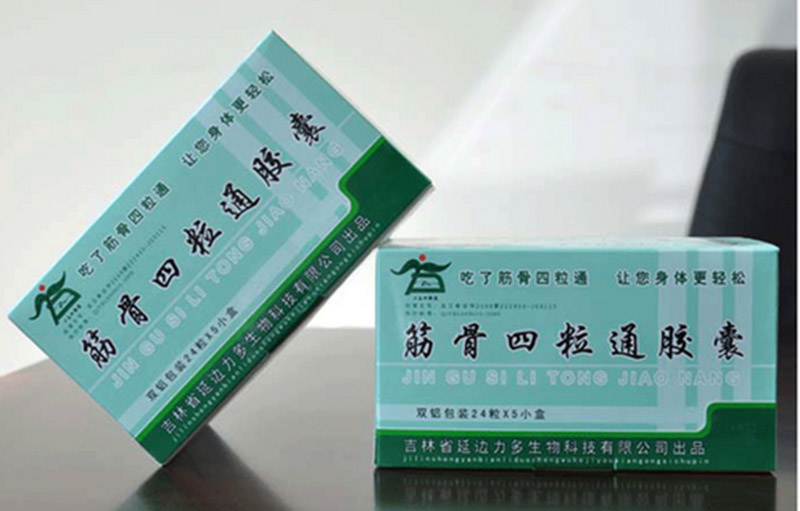 吃了筋骨四粒通 让您身体更轻松
筋骨四粒通胶囊
JIN GU SI LI TONG JIAO NANG
双铝包装24粒X5小盒
吉林省延边力多生物科技有限公司出品
吃了筋骨四粒通 让您身体更轻松
筋骨四粒通胶囊
JIN GU SI LI TONG JIAO NANG
双铝包装24粒X5小盒
吉林省延边力多生物科技有限公司出品